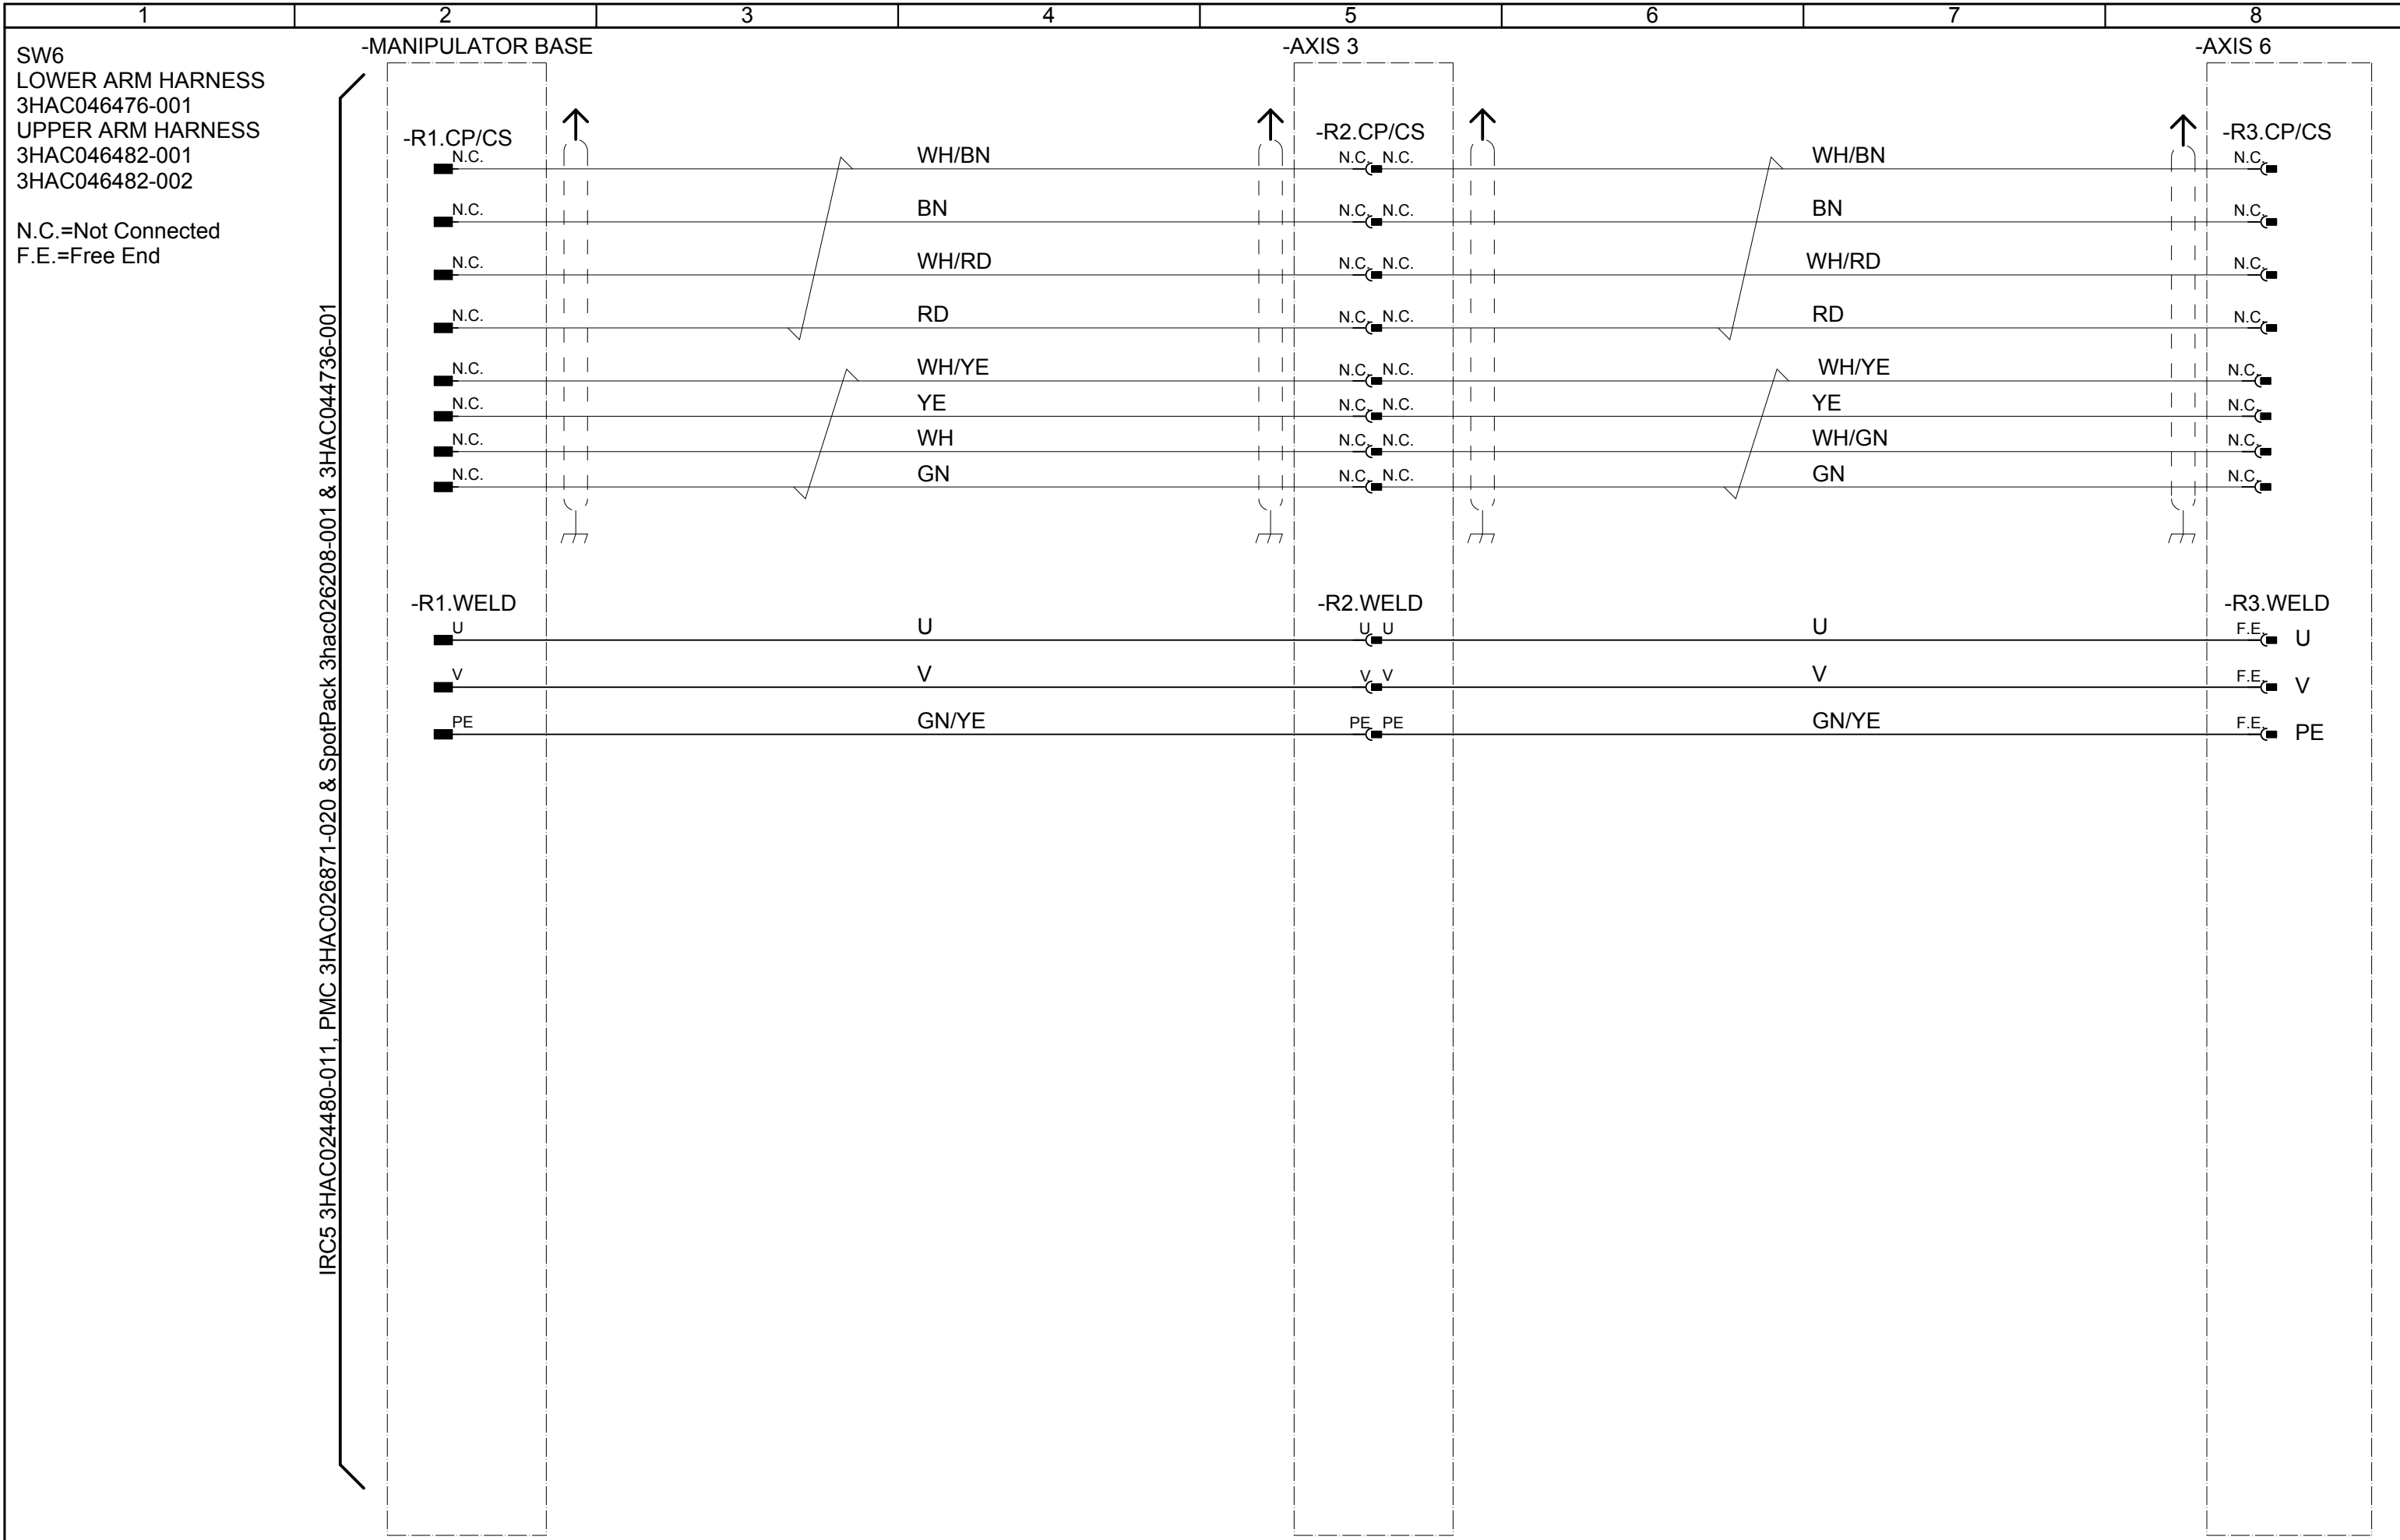 1 2 3 4 5 6 7 8
-MANIPULATOR BASE -AXIS 3 -AXIS 6
SW6
LOWER ARM HARNESS
3HAC046476-001
UPPER ARM HARNESS
3HAC046482-001
3HAC046482-002
N.C.=Not Connected
F.E.=Free End
IRC5 3HAC024480-011, PMC 3HAC026871-020 & SpotPack 3hac026208-001 & 3HAC044736-001
-R1.CP/CS -R2.CP/CS -R3.CP/CS
N.C. WH/BN N.C. N.C. WH/BN N.C.
N.C. BN N.C. N.C. BN N.C.
N.C. WH/RD N.C. N.C. WH/RD N.C.
N.C. RD N.C. N.C. RD N.C.
N.C. WH/YE N.C. N.C. WH/YE N.C.
N.C. YE N.C. N.C. YE N.C.
N.C. WH N.C. N.C. WH/GN N.C.
N.C. GN N.C. N.C. GN N.C.
-R1.WELD -R2.WELD -R3.WELD
U U U U U F.E. U
V V V V V F.E. V
PE GN/YE PE PE GN/YE F.E. PE